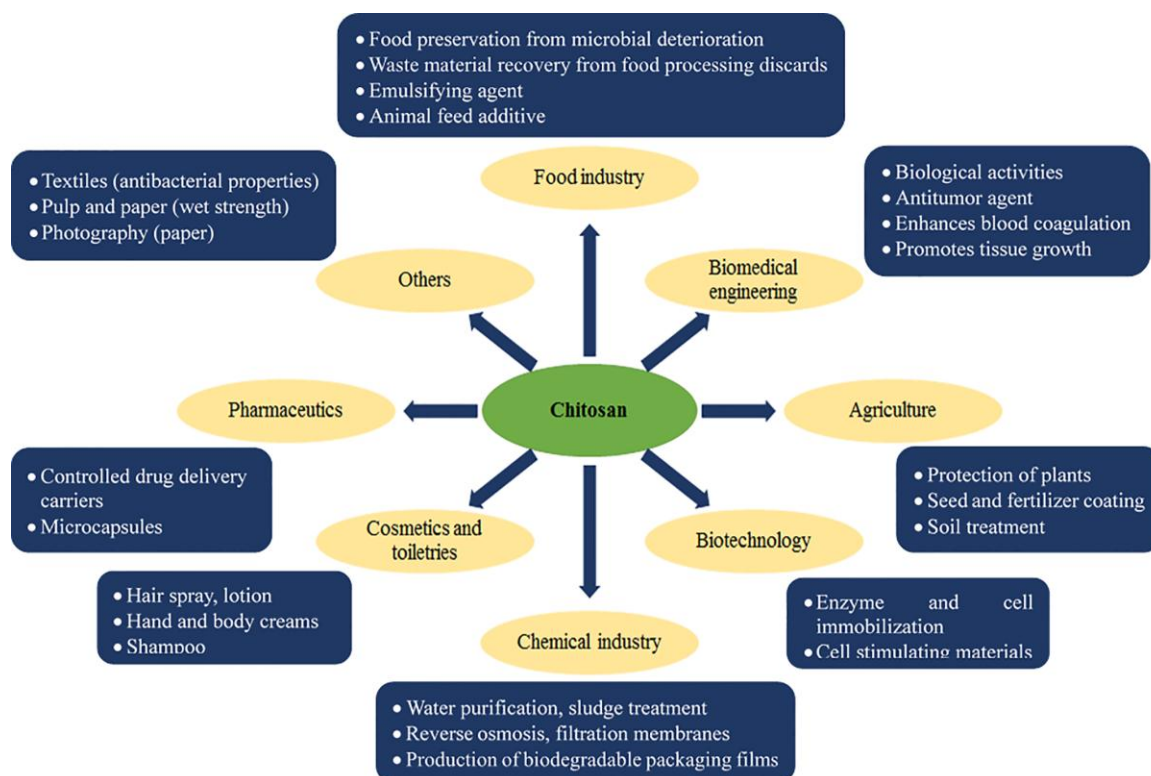 • Food preservation from microbial deterioration
• Waste material recovery from food processing discards
• Emulsifying agent
• Animal feed additive
Food industry
• Textiles (antibacterial properties)
• Pulp and paper (wet strength)
• Photography (paper)
Others
• Biological activities
• Antitumor agent
• Enhances blood coagulation
• Promotes tissue growth
Biomedical
engineering
Pharmaceutics
Chitosan
Agriculture
• Controlled drug delivery
carriers
• Microcapsules
• Protection of plants
• Seed and fertilizer coating
• Soil treatment
Cosmetics and
toiletries
Biotechnology
• Hair spray, lotion
• Hand and body creams
• Shampoo
• Enzyme and cell
immobilization
• Cell stimulating materials
Chemical industry
• Water purification, sludge treatment
• Reverse osmosis, filtration membranes
• Production of biodegradable packaging films